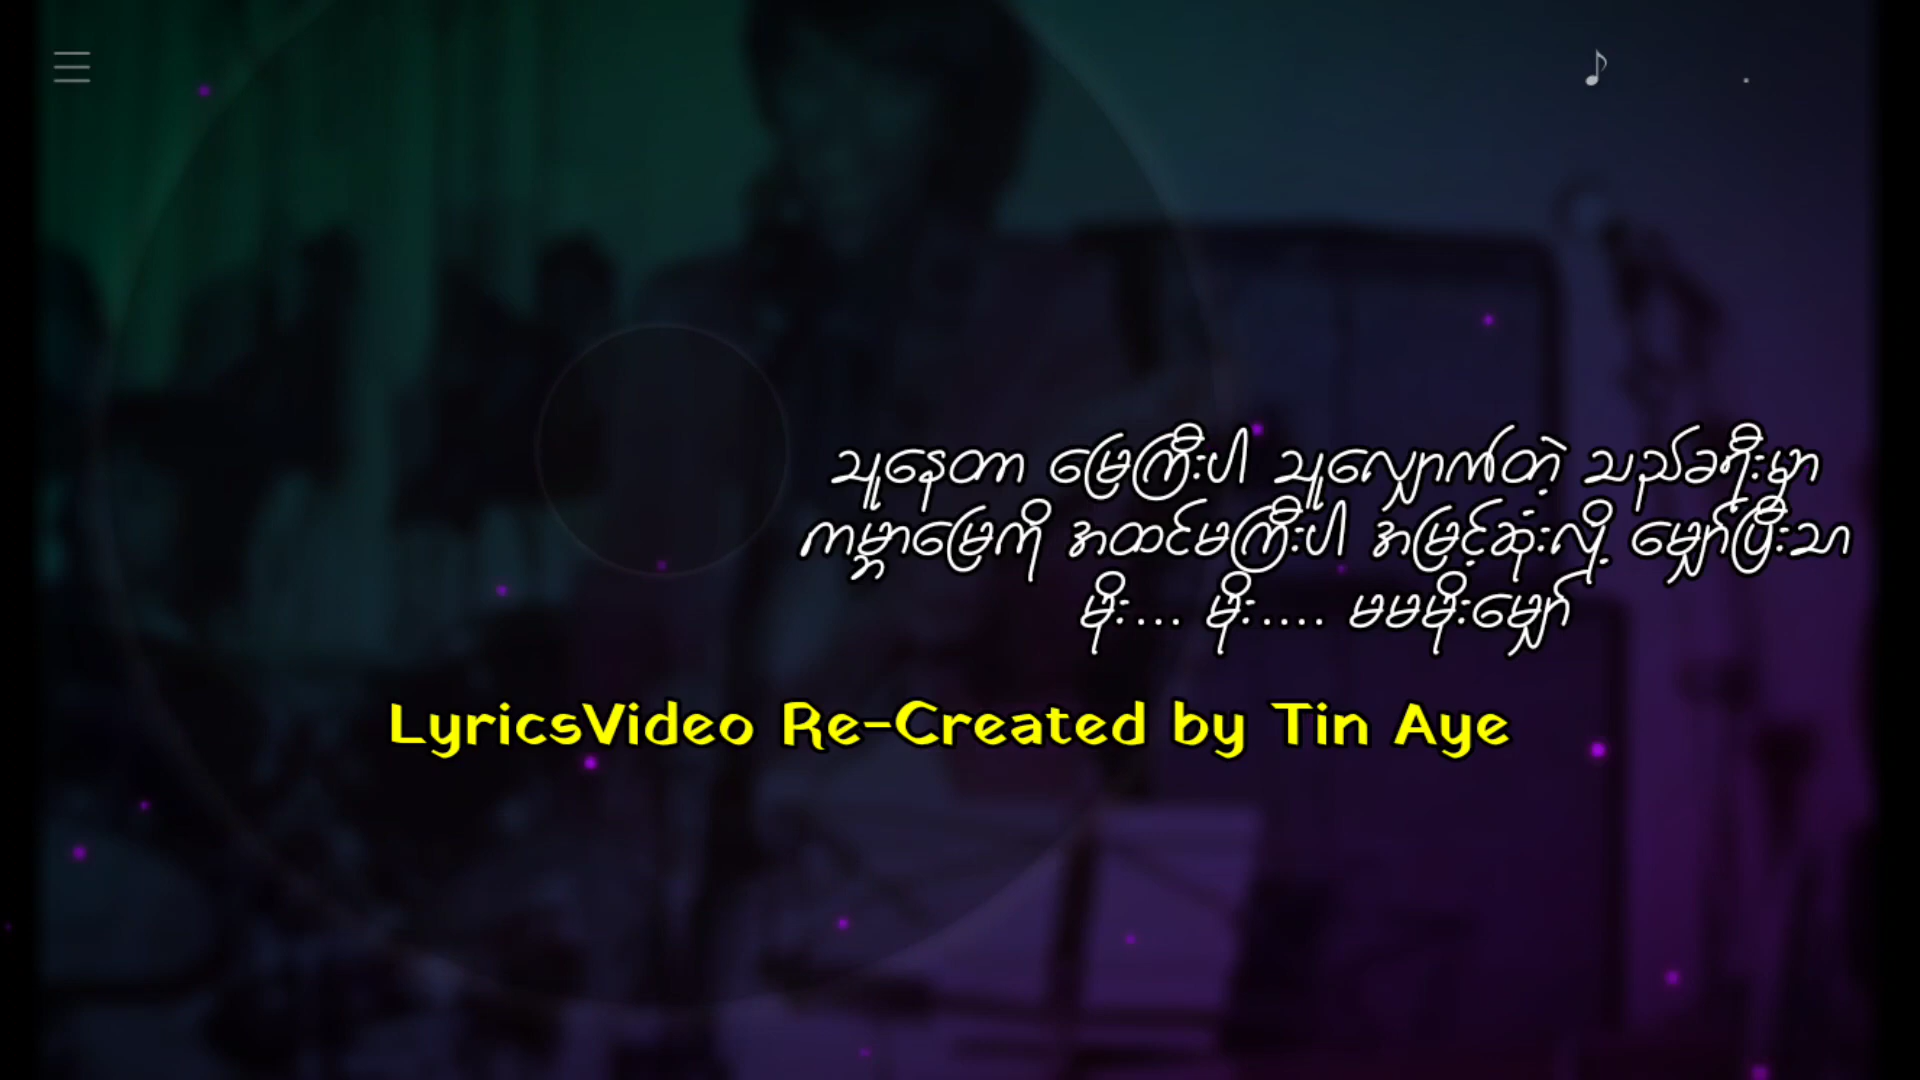 သူနေတာ မြေကြီးပါ သူလျှောက်တဲ့ သည်ခရီးမှာ
ကမ္ဘာမြေကို အထင်မကြီးပါ အမြင့်ဆုံးလို့ မျှော်ပြီးသာ
မိုး... မိုး.... မမမိုးမျှော်
LyricsVideo Re-Created by Tin Aye